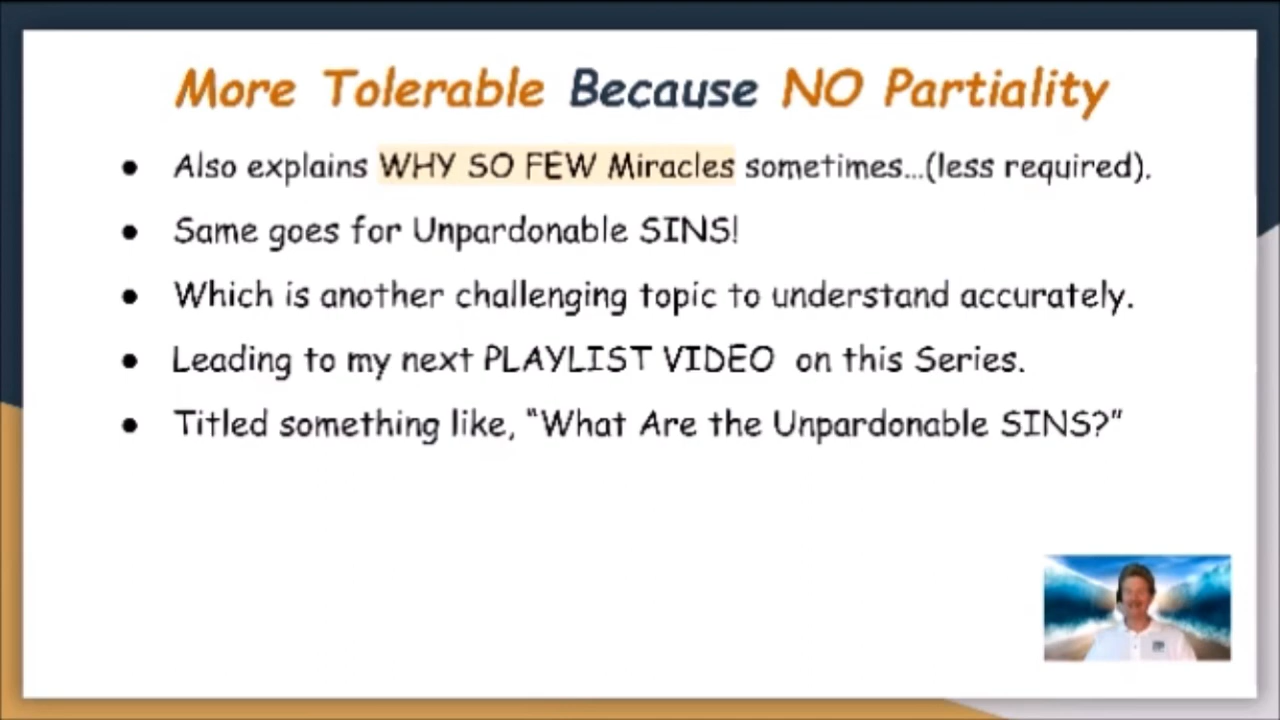 More Tolerable Because NO Partiality
● Also explains WHY SO FEW Miracles sometimes...(less required).
● Same goes for Unpardonable SINS!
● Which is another challenging topic to understand accurately.
● Leading to my next PLAYLIST VIDEO on this Series.
● Titled something like, “What Are the Unpardonable SINS?”